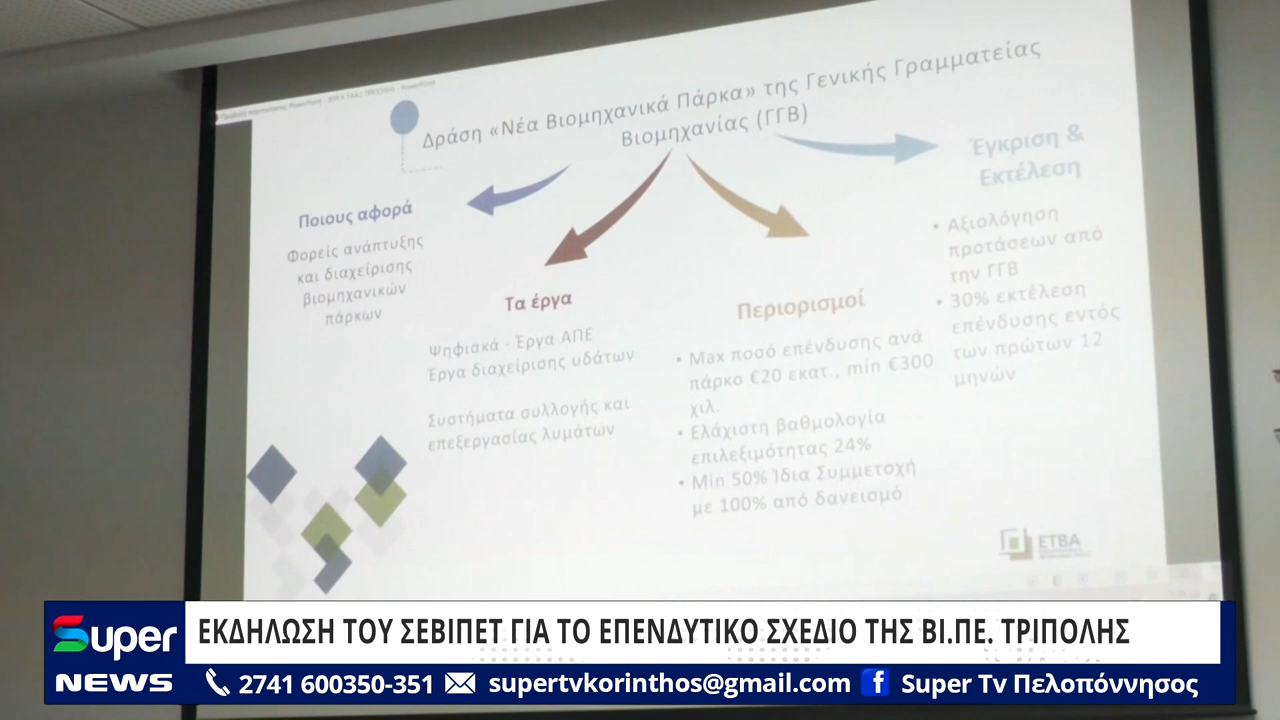 Δράση «Νέα Βιομηχανικά Πάρκα» της Γενικής Γραμματείας
Βιομηχανίας (ΓΓΒ)
Ποιους αφορά
Φορείς ανάπτυξης
και διαχείρισης
βιομηχανικών
πάρκων
Τα έργα
Ψηφιακά - Έργα ΑΠΕ
Έργα διαχείρισης υδάτων
Συστήματα συλλογής και
επεξεργασίας λυμάτων
Περιορισμοί
• Max ποσό επένδυσης ανά
πάρκο €20 εκατ., min €300
χιλ.
• Ελάχιστη βαθμολογία
επιλεξιμότητας 24%
• Min 50% Ίδια Συμμετοχή
με 100% από δανεισμό
Έγκριση &
Εκτέλεση
• Αξιολόγηση
προτάσεων από
την ΓΓΒ
• 30% εκτέλεση
επένδυσης εντός
των πρώτων 12
μηνών
ΕΤΒΑ
Super
NEWS
ΕΚΔΗΛΩΣΗ ΤΟΥ ΣΕΒΙΠΕΤ ΓΙΑ ΤΟ ΕΠΕΝΔΥΤΙΚΟ ΣΧΕΔΙΟ ΤΗΣ ΒΙ.ΠΕ. ΤΡΙΠΟΛΗΣ
2741 600350-351 supertvkorinthos@gmail.com Super Tv Πελοπόννησος